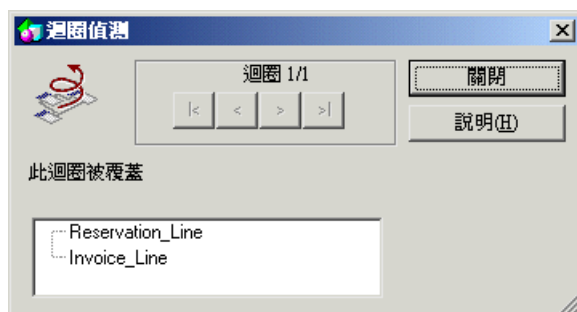 迴圈偵測
迴圈 1/1
|<
<
>
>|
關閉
說明(H)
此迴圈被覆蓋
Reservation_Line
Invoice_Line